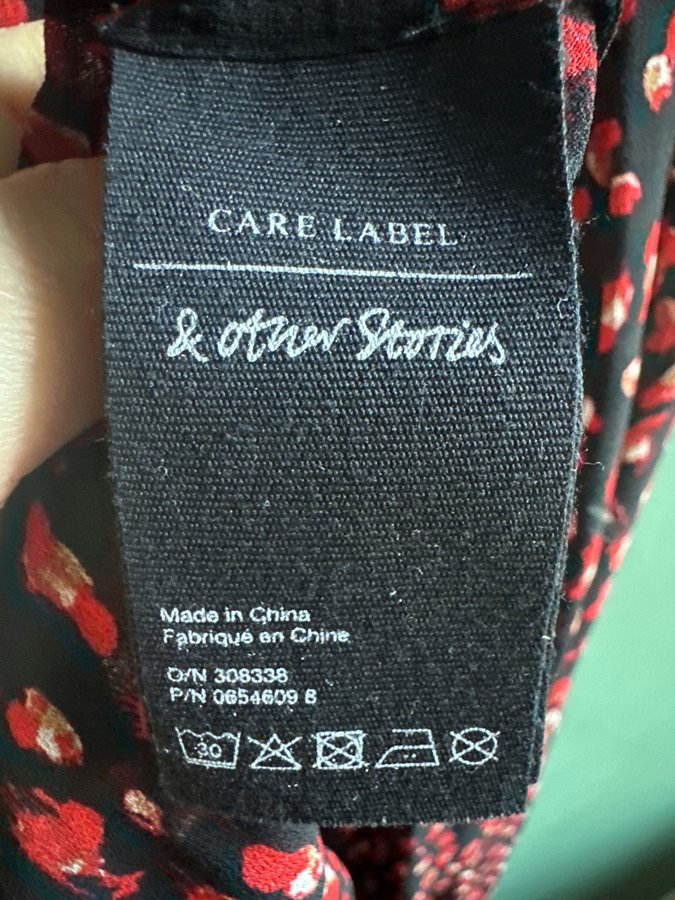 CARE LABEL
& other Stories
Made in China
Fabriqué en Chine
O/N 308338
P/N 0654609 8
30